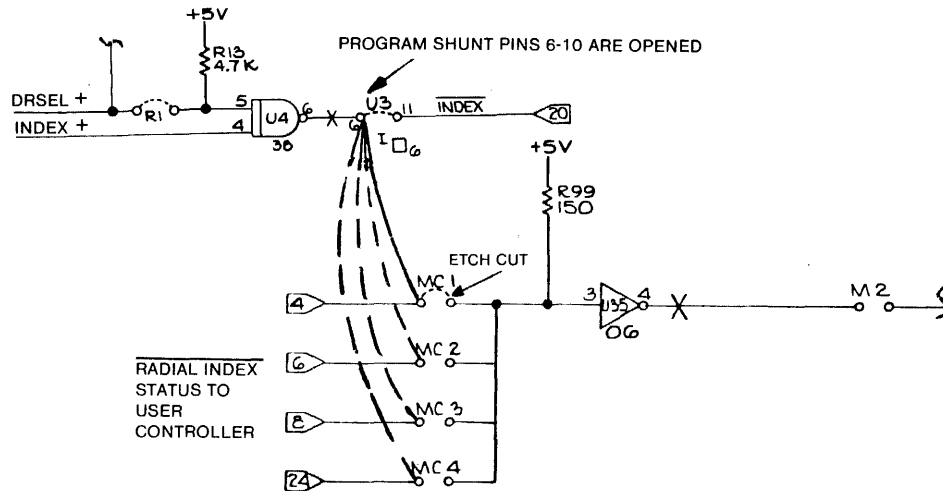 +5V
PROGRAM SHUNT PINS 6-10 ARE OPENED
R13
4.7K
DRSEL +
R1
5
U4
6
U3
6
11
INDEX
20
INDEX +
4
38
I 6
+5V
R99
150
ETCH CUT
4
MC 1
3
U35
4
06
M2
6
MC 2
RADIAL INDEX
STATUS TO
USER
CONTROLLER
8
MC 3
24
MC 4